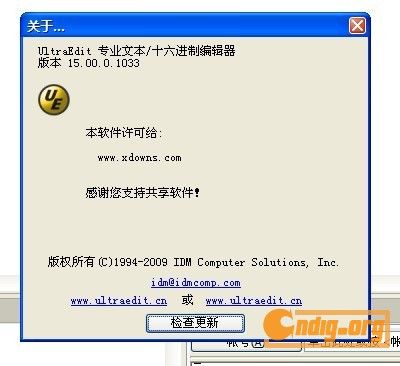 关于...
UltraEdit 专业文本/十六进制编辑器
版本 15.00.0.1033
UE
本软件许可给:
www.xdowns.com
感谢您支持共享软件!
版权所有(C)1994-2009 IDM Computer Solutions, Inc.
idm@idmcomp.com
www.ultraedit.cn 或 www.ultraedit.cn
检查更新
Cndig.org
帐号(A)